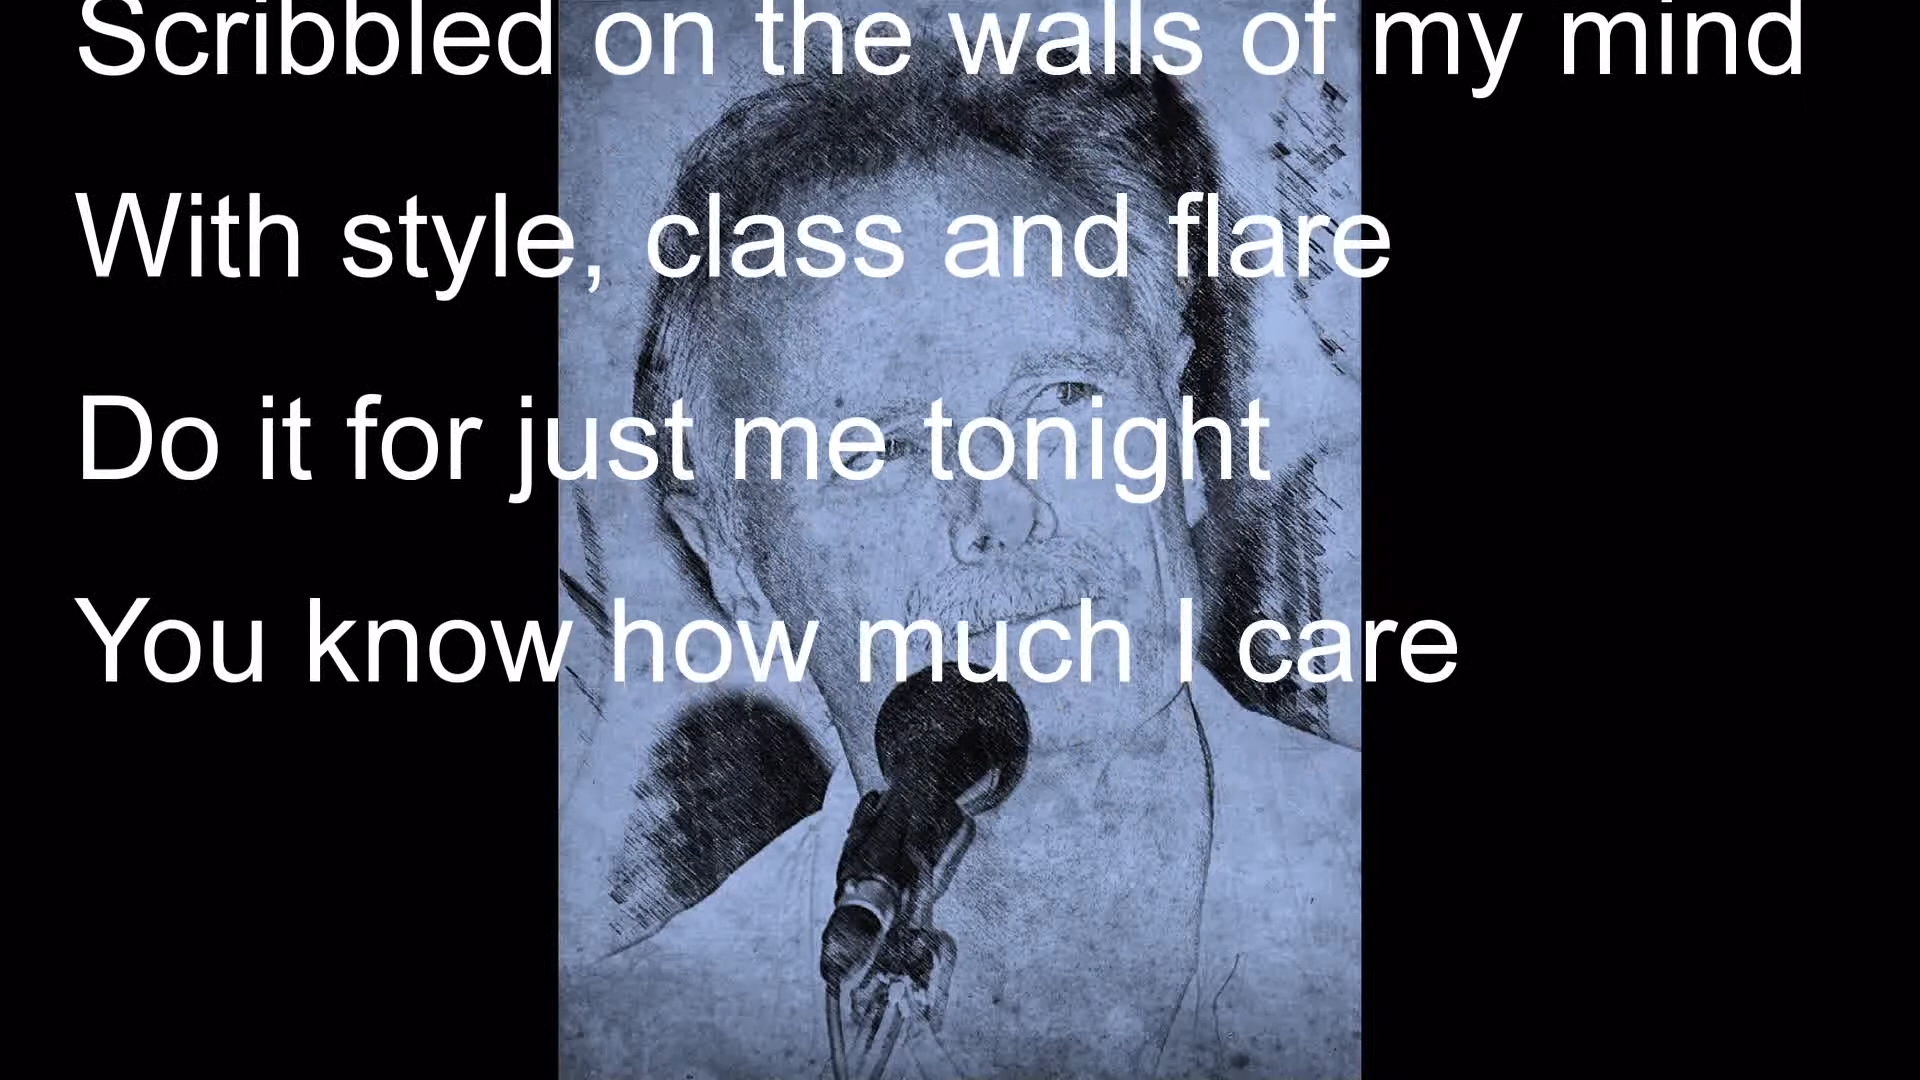 Scribbled on the walls of my mind
With style, class and flare
Do it for just me tonight
You know how much I care